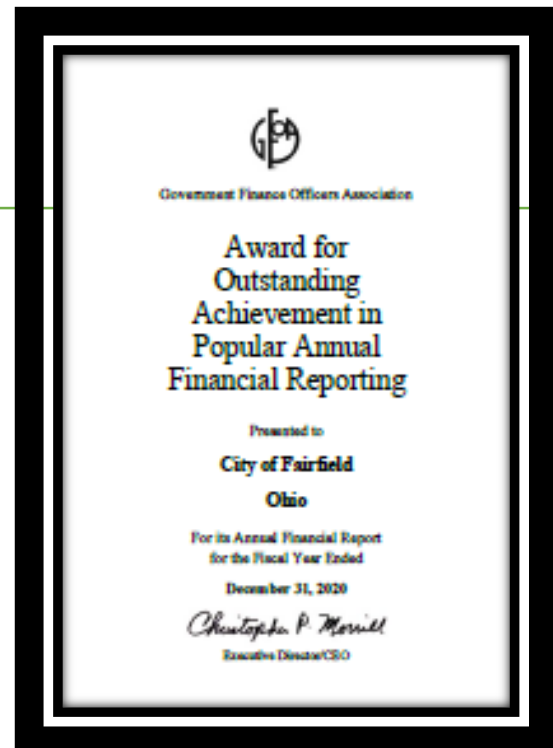 GFOA
Government Finance Officers Association
Award for
Outstanding
Achievement in
Popular Annual
Financial Reporting
Presented to
City of Fairfield
Ohio
For its Annual Financial Report
for the Fiscal Year Ended
December 31, 2020
Christopher P. Morrill
Executive Director/CEO